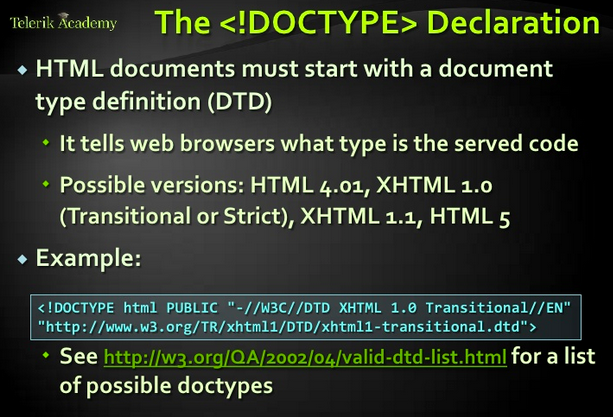 Telerik Academy
The <!DOCTYPE> Declaration
HTML documents must start with a document
type definition (DTD)
It tells web browsers what type is the served code
Possible versions: HTML 4.01, XHTML 1.0
(Transitional or Strict), XHTML 1.1, HTML 5
Example:
<!DOCTYPE html PUBLIC "-//W3C//DTD XHTML 1.0 Transitional//EN"
"http://www.w3.org/TR/xhtml1/DTD/xhtml1-transitional.dtd">
See http://w3.org/QA/2002/04/valid-dtd-list.html for a list
of possible doctypes